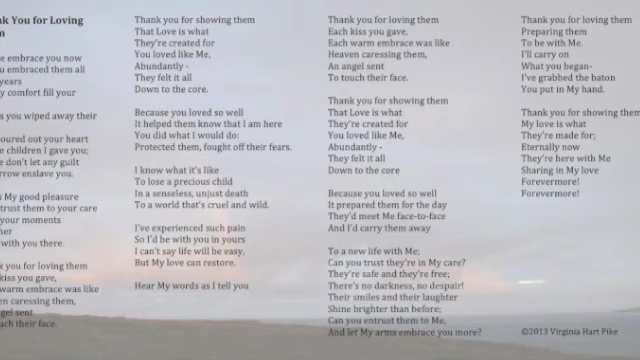 k You for Loving
n
e embrace you now
u embraced them all
years
y comfort fill your
s you wiped away their
oured out your heart
e children I gave you;
e don't let any guilt
rrow enslave you.
s My good pleasure
trust them to your care
your moments
her
with you there.
k you for loving them
kiss you gave,
warm embrace was like
en caressing them,
gel sent
uch their face.
Thank you for showing them
That Love is what
They're created for
You loved like Me,
Abundantly -
They felt it all
Down to the core.
Because you loved so well
It helped them know that I am here
You did what I would do:
Protected them, fought off their fears.
I know what it's like
To lose a precious child
In a senseless, unjust death
To a world that's cruel and wild.
I've experienced such pain
So I'd be with you in yours
I can't say life will be easy,
But My love can restore.
Hear My words as I tell you
Thank you for loving them
Each kiss you gave,
Each warm embrace was like
Heaven caressing them,
An angel sent
To touch their face.
Thank you for showing them
That Love is what
They're created for
You loved like Me,
Abundantly -
They felt it all
Down to the core
Because you loved so well
It prepared them for the day
They'd meet Me face-to-face
And I'd carry them away
To a new life with Me;
Can you trust they're in My care?
They're safe and they're free;
There's no darkness, no despair!
Their smiles and their laughter
Shine brighter than before;
Can you entrust them to Me,
And let My arms embrace you more?
Thank you for loving them
Preparing them
To be with Me.
I'll carry on
What you began-
I've grabbed the baton
You put in My hand.
Thank you for showing them
My love is what
They're made for;
Eternally now
They're here with Me
Sharing in My love
Forevermore!
Forevermore!
©2013 Virginia Hart Pike